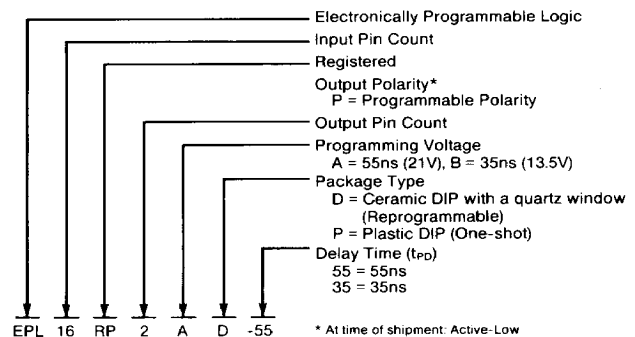 Electronically Programmable Logic
Input Pin Count
Registered
Output Polarity*
P = Programmable Polarity
Output Pin Count
Programming Voltage
A = 55ns (21V), B = 35ns (13.5V)
Package Type
D = Ceramic DIP with a quartz window
(Reprogrammable)
P = Plastic DIP (One-shot)
Delay Time (tPD)
55 = 55ns
35 = 35ns
EPL 16 RP 2 A D -55 * At time of shipment: Active-Low